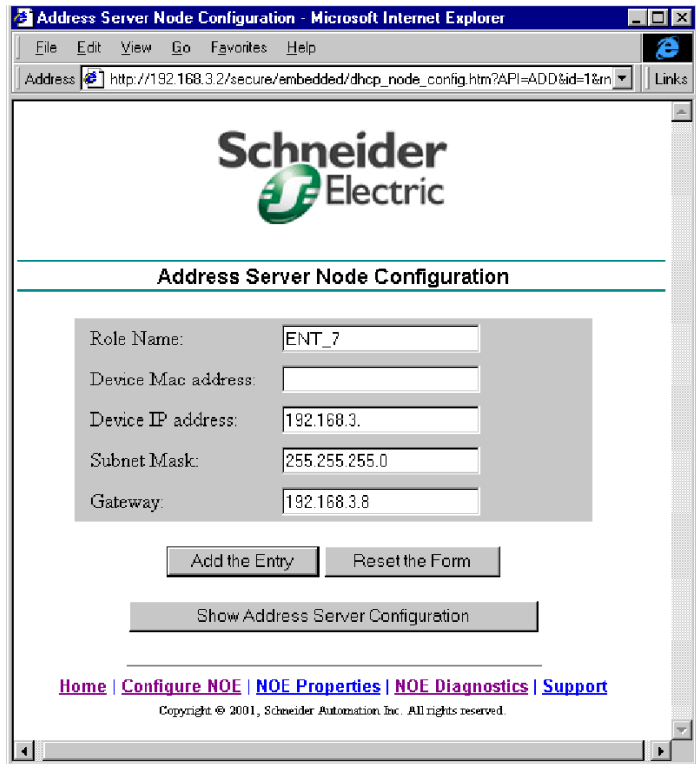 Address Server Node Configuration - Microsoft Internet Explorer
File Edit View Go Favorites Help
Address http://192.168.3.2/secure/embedded/dhcp_node_config.htm?API=ADD&id=1&rn Links
Schneider
Electric
Address Server Node Configuration
Role Name: ENT_7
Device Mac address:
Device IP address: 192.168.3.
Subnet Mask: 255.255.255.0
Gateway: 192.168.3.8
Add the Entry Reset the Form
Show Address Server Configuration
Home | Configure NOE | NOE Properties | NOE Diagnostics | Support
Copyright © 2001, Schneider Automation Inc. All rights reserved.